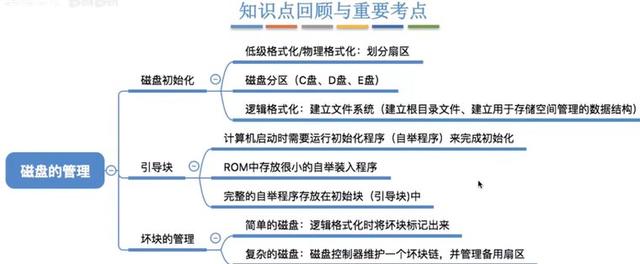 知识点回顾与重要考点
低级格式化/物理格式化：划分扇区
磁盘初始化
磁盘分区（C盘、D盘、E盘）
逻辑格式化：建立文件系统（建立根目录文件、建立用于存储空间管理的数据结构）
计算机启动时需要运行初始化程序（自举程序）来完成初始化
磁盘的管理
引导块
ROM中存放很小的自举装入程序
完整的自举程序存放在初始块（引导块)中
简单的磁盘：逻辑格式化时将坏块标记出来
坏块的管理
复杂的磁盘：磁盘控制器维护一个坏块链，并管理备用扇区